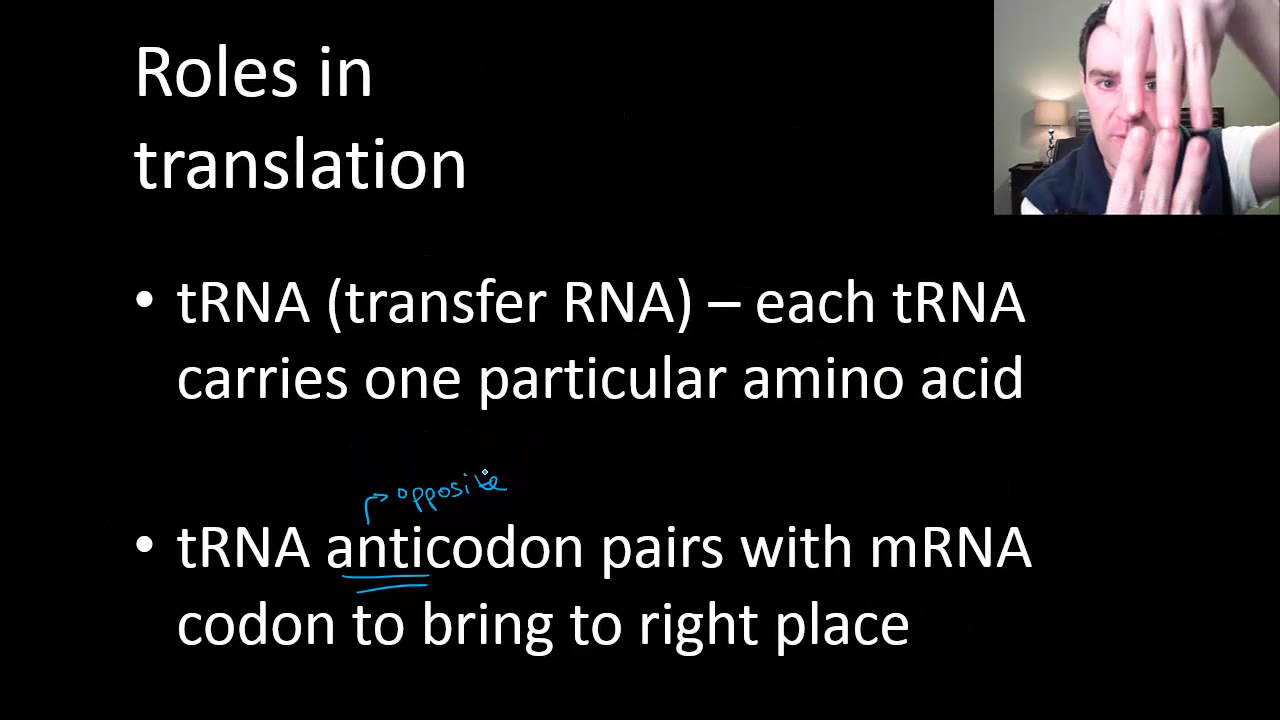 Roles in
translation
• tRNA (transfer RNA) – each tRNA
carries one particular amino acid
opposite
• tRNA anticodon pairs with mRNA
codon to bring to right place